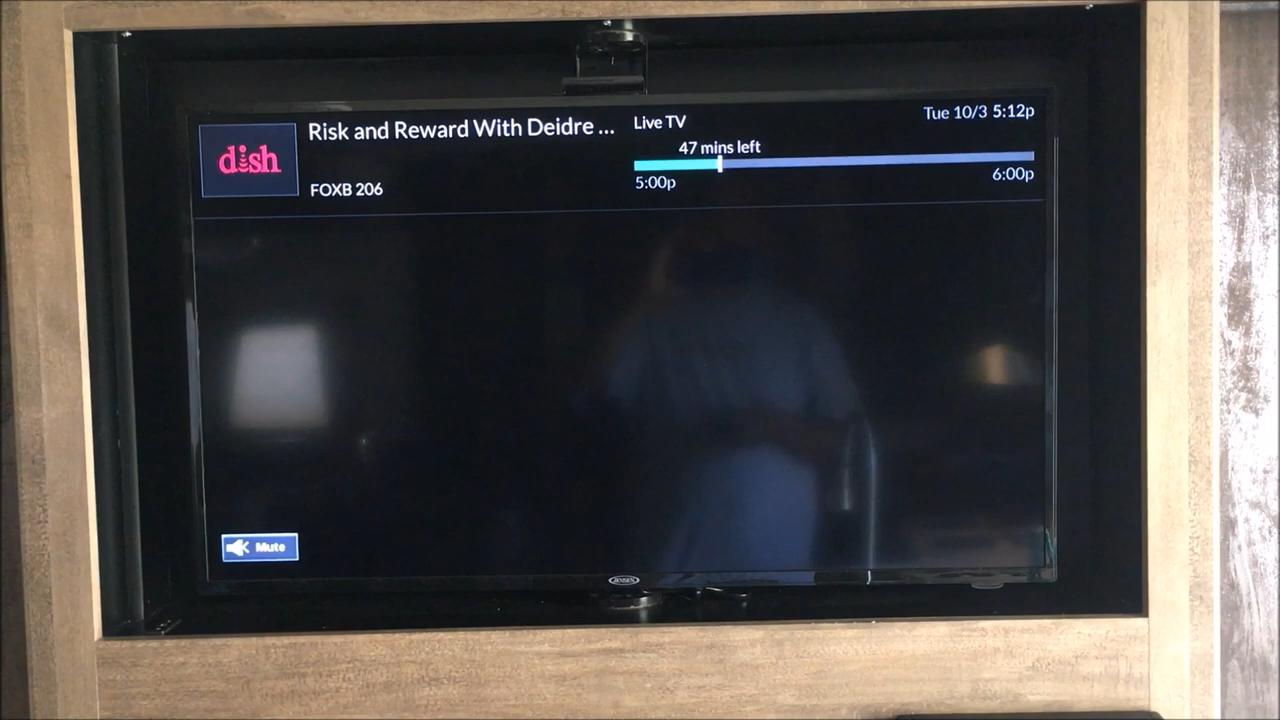 dish
Risk and Reward With Deidre ...
FOXB 206
Live TV
47 mins left
5:00p
6:00p
Tue 10/3 5:12p
Mute
JENSEN